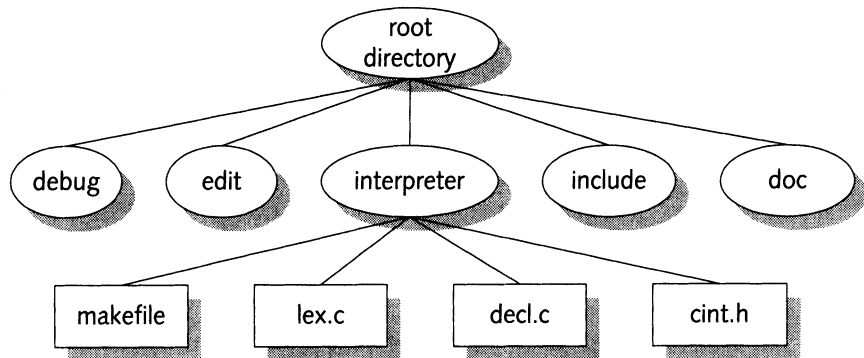 root
directory
debug
edit
interpreter
include
doc
makefile
lex.c
decl.c
cint.h